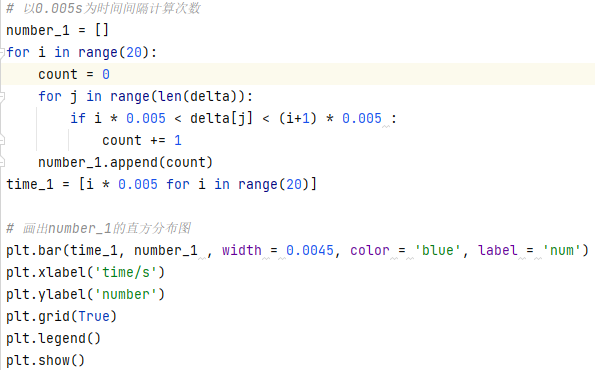 # 以0.005s为时间间隔计算次数
number_1 = []
for i in range(20):
    count = 0
    for j in range(len(delta)):
        if i * 0.005 < delta[j] < (i+1) * 0.005 :
            count += 1
    number_1.append(count)
time_1 = [i * 0.005 for i in range(20)]

# 画出number_1的直方分布图
plt.bar(time_1, number_1 , width = 0.0045, color = 'blue', label = 'num')
plt.xlabel('time/s')
plt.ylabel('number')
plt.grid(True)
plt.legend()
plt.show()